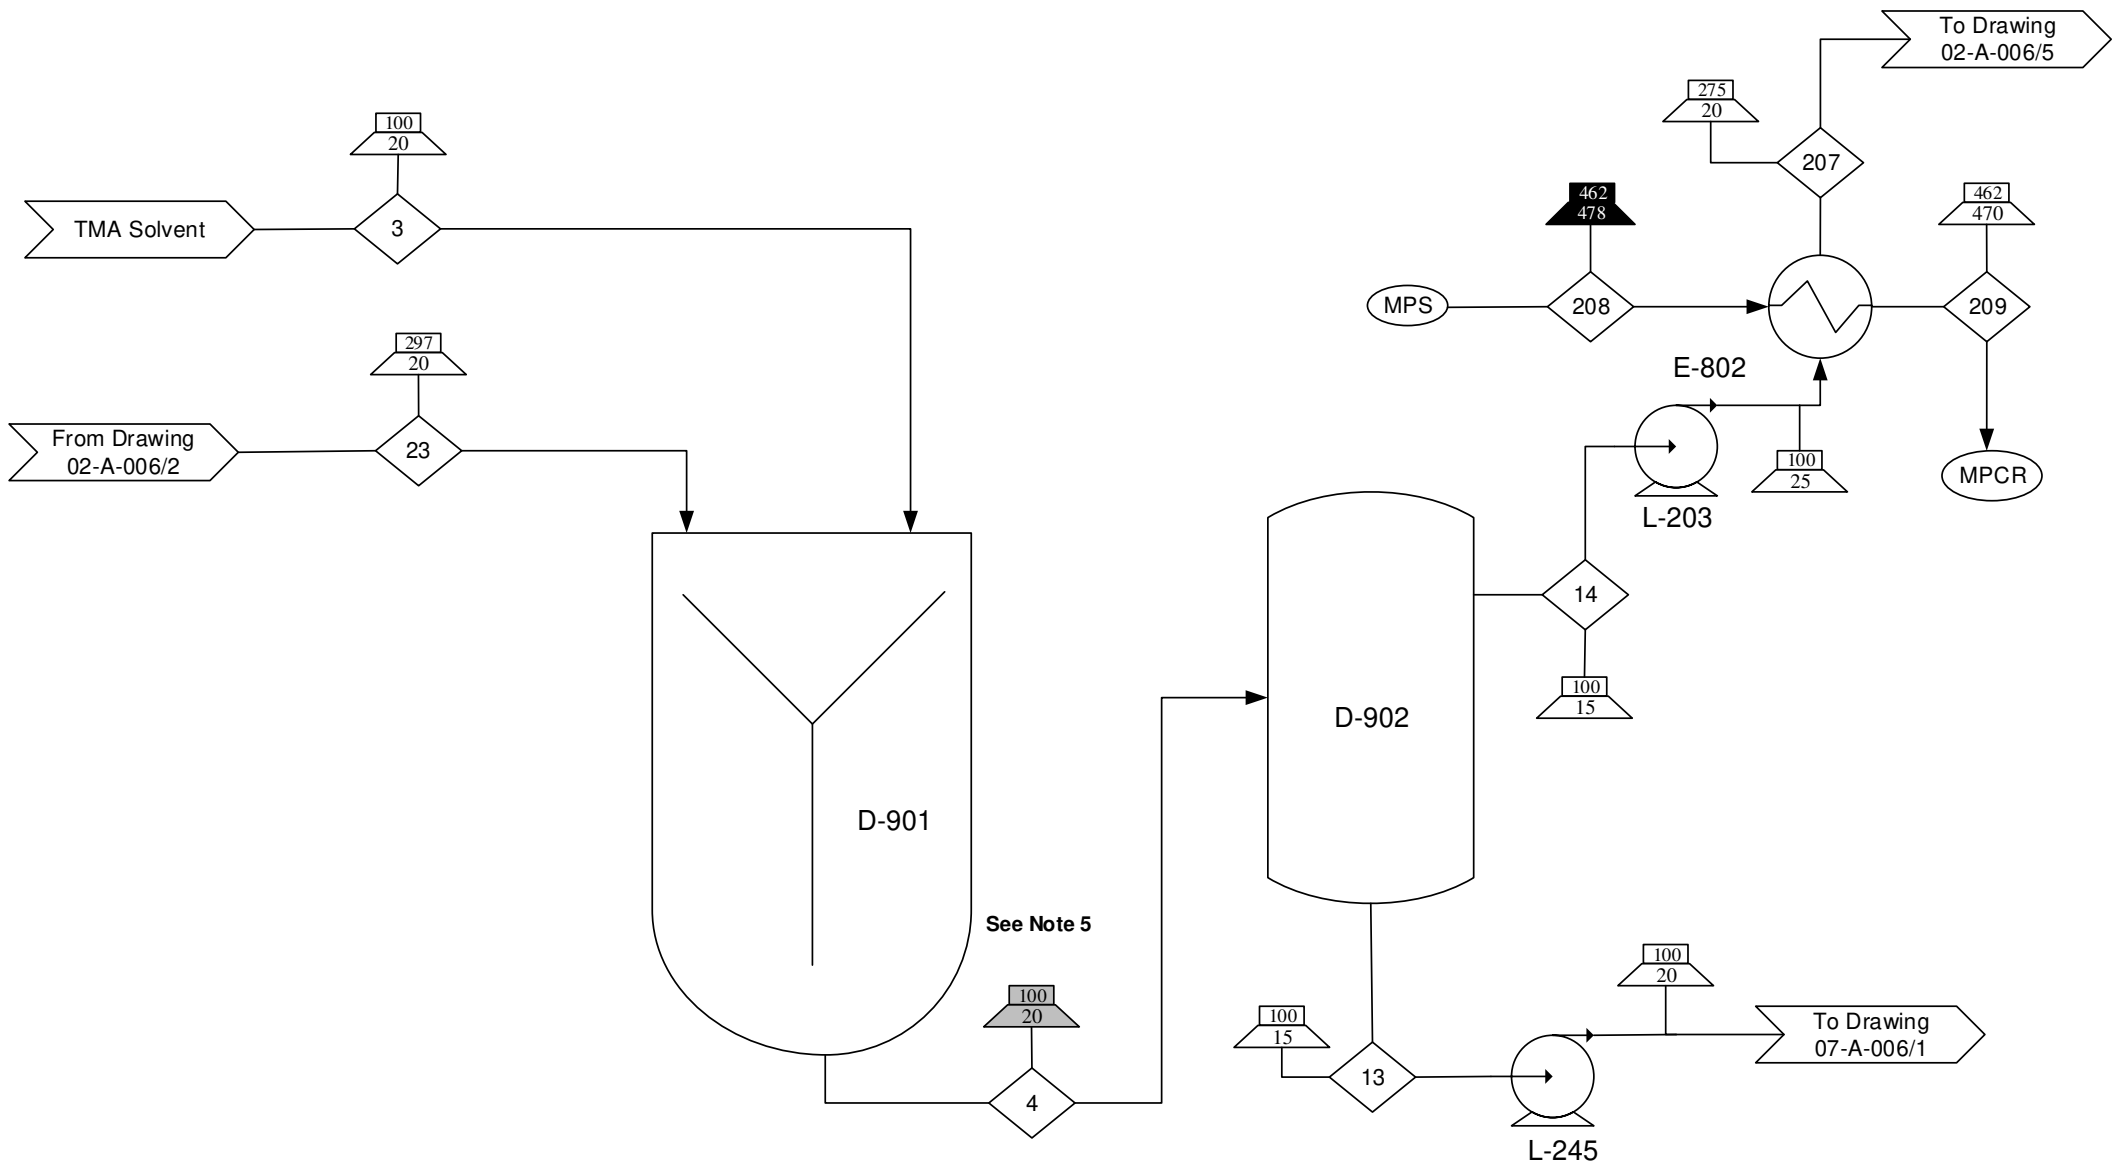 To Drawing
02-A-006/5
275
20
100
20
207
462
478
462
470
TMA Solvent
3
MPS
208
209
297
20
E-802
From Drawing
02-A-006/2
23
100
25
MPCR
L-203
14
100
15
D-902
D-901
See Note 5
100
20
100
20
100
15
To Drawing
07-A-006/1
13
4
L-245